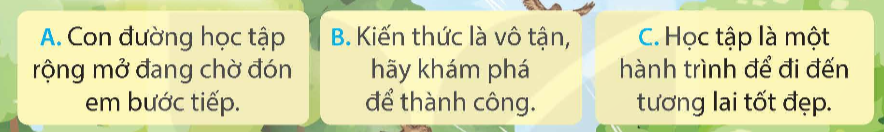 A. Con đường học tập
rộng mở đang chờ đón
em bước tiếp.
B. Kiến thức là vô tận,
hãy khám phá
để thành công.
C. Học tập là một
hành trình để đi đến
tương lai tốt đẹp.